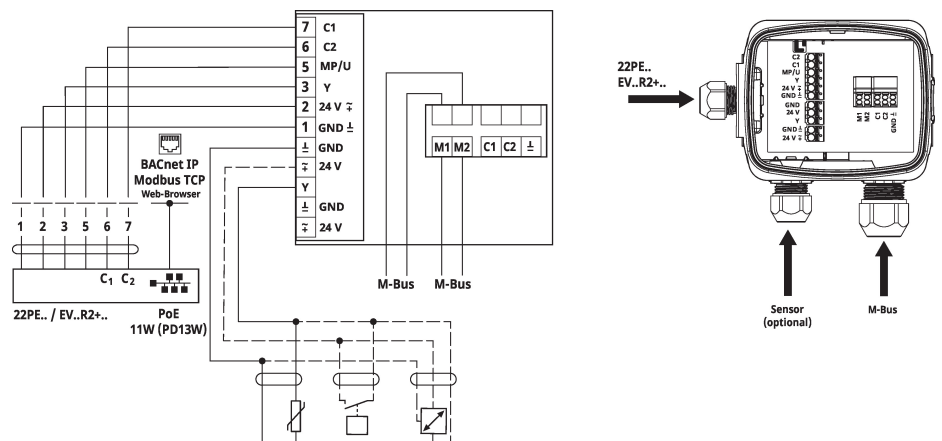 7 C1
6 C2
5 MP/U
3 Y
2 24 V ⏦
1 GND ⊥
⊥ GND
⏦ 24 V
Y
⊥ GND
⏦ 24 V
M1 M2 C1 C2 ⊥
M-Bus M-Bus
BACnet IP
Modbus TCP
Web-Browser
1 2 3 5 6 7
C1 C2
22PE.. / EV..R2+..
PoE
11W (PD13W)
22PE..
EV..R2+..
C2
C1
MP/U
Y
24 V ⏦
GND ⊥
GND
24 V
Y
GND ⊥
24 V ⏦
M1
M2
C1
C2
GND ⊥
Sensor
(optional)
M-Bus